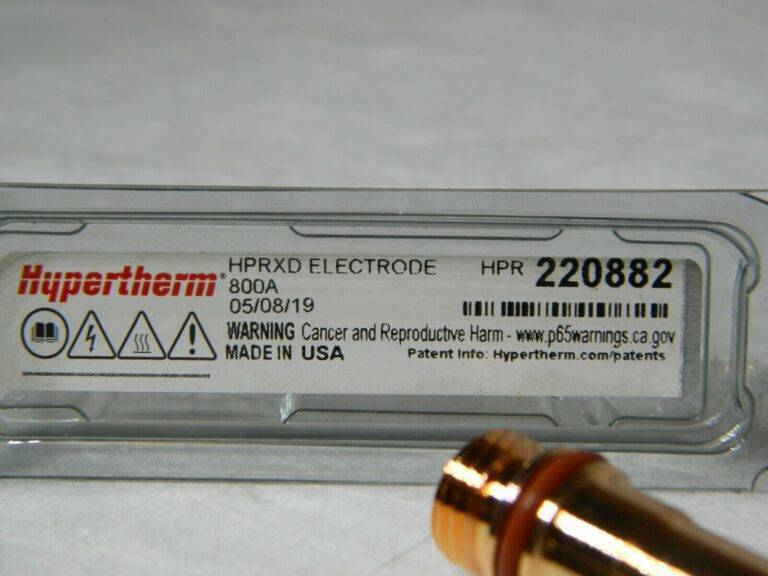 Hypertherm®
HPRXD ELECTRODE HPR 220882
800A
05/08/19
WARNING Cancer and Reproductive Harm - www.p65warnings.ca.gov
MADE IN USA Patent Info: Hypertherm.com/patents